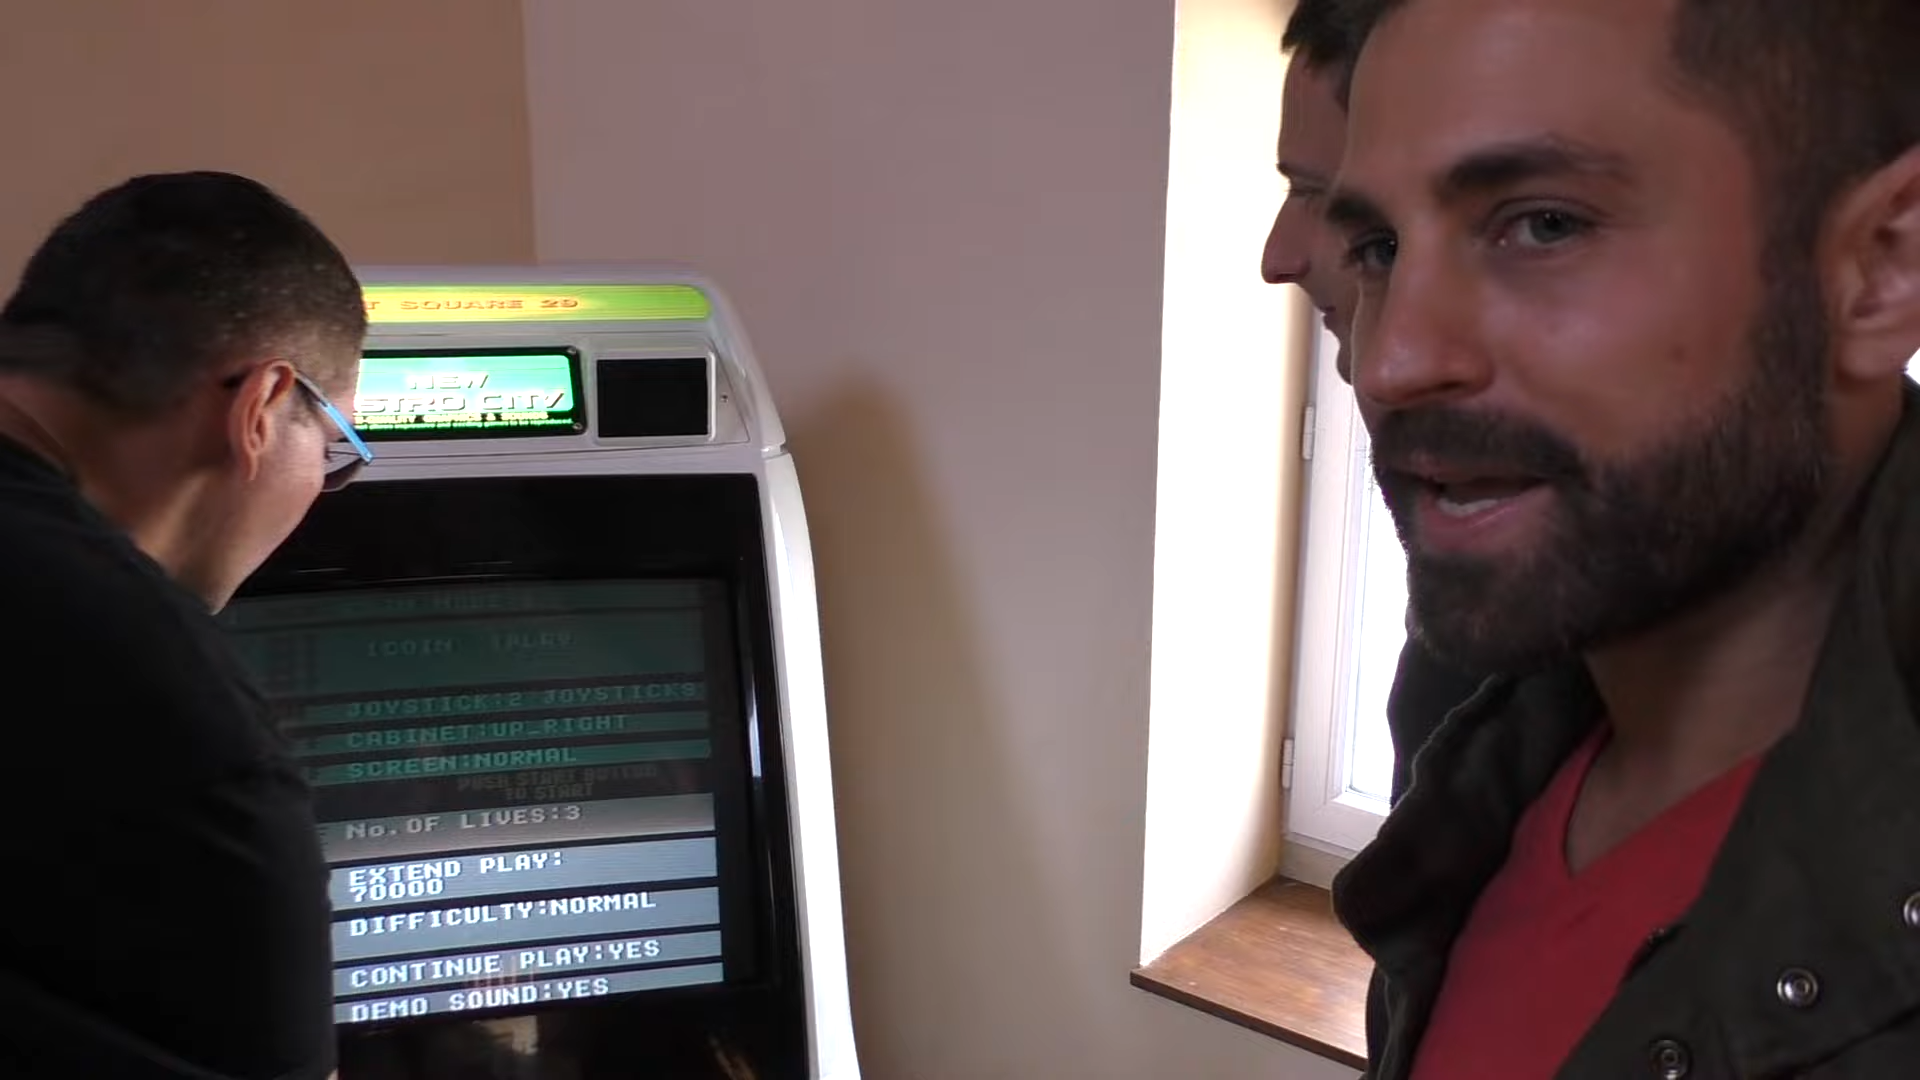 T SQUARE 29
NEW
ASTRO CITY
1COIN 1PLAY
JOYSTICK:2 JOYSTICKS
CABINET:UP_RIGHT
SCREEN:NORMAL
PUSH START BUTTON
TO START
No.OF LIVES:3
EXTEND PLAY:
70000
DIFFICULTY:NORMAL
CONTINUE PLAY:YES
DEMO SOUND:YES